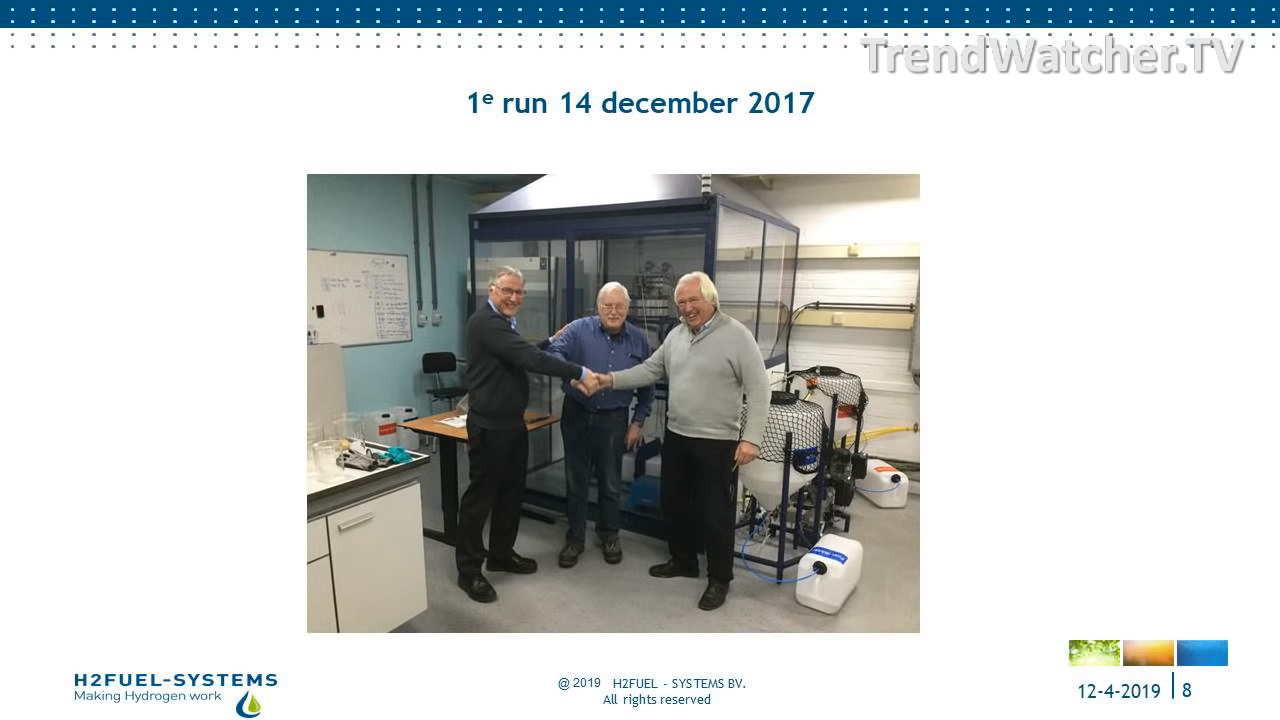 TrendWatcher.TV
1e run 14 december 2017
H2FUEL-SYSTEMS
Making Hydrogen work
@ 2019 H2FUEL - SYSTEMS BV.
All rights reserved
12-4-2019 8